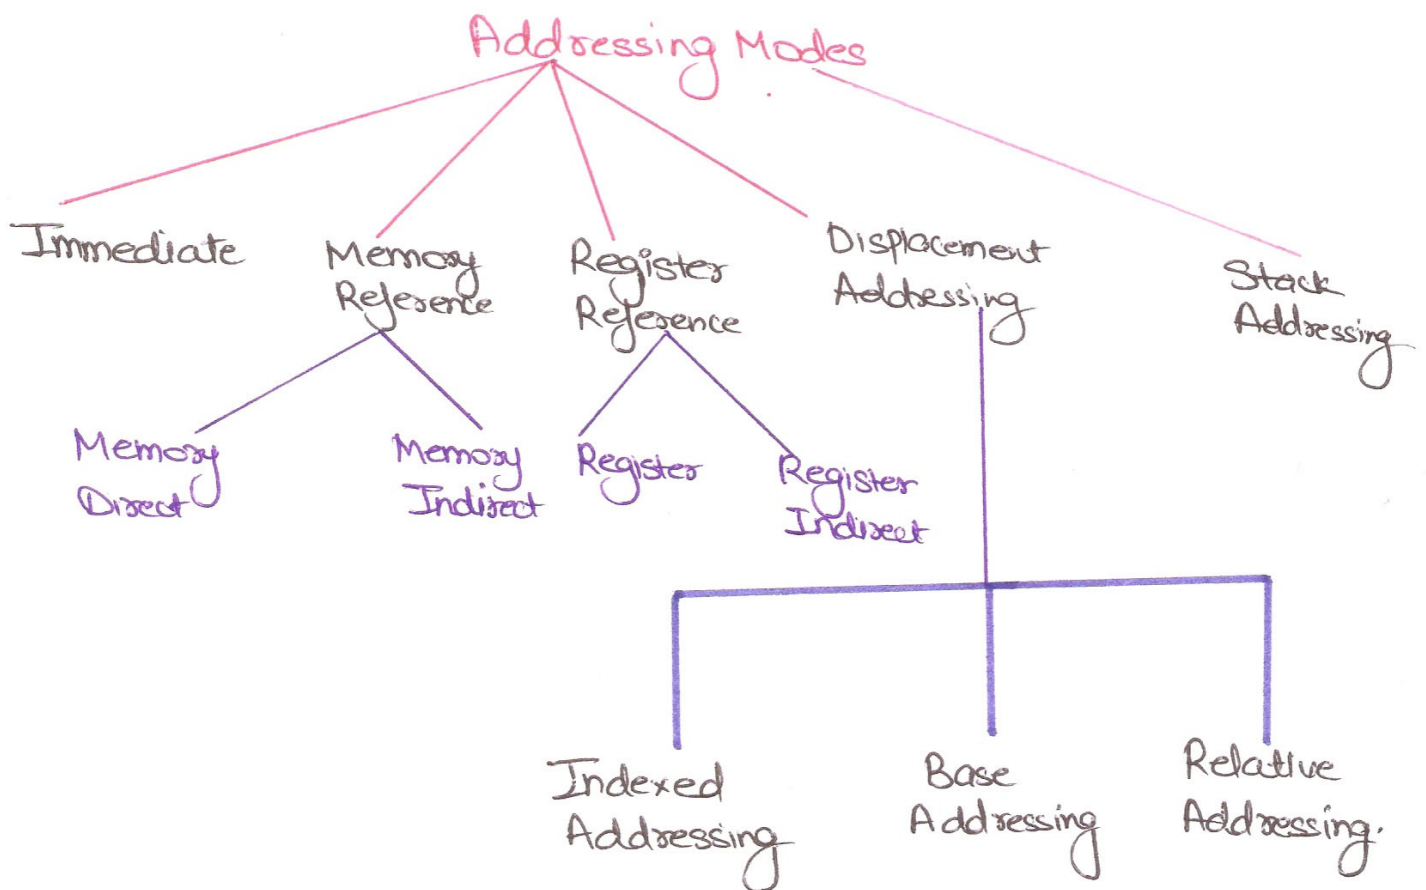 Addressing Modes
Immediate
Memory
Reference
Register
Reference
Displacement
Addressing
Stack
Addressing
Memory
Direct
Memory
Indirect
Register
Register
Indirect
Indexed
Addressing
Base
Addressing
Relative
Addressing.